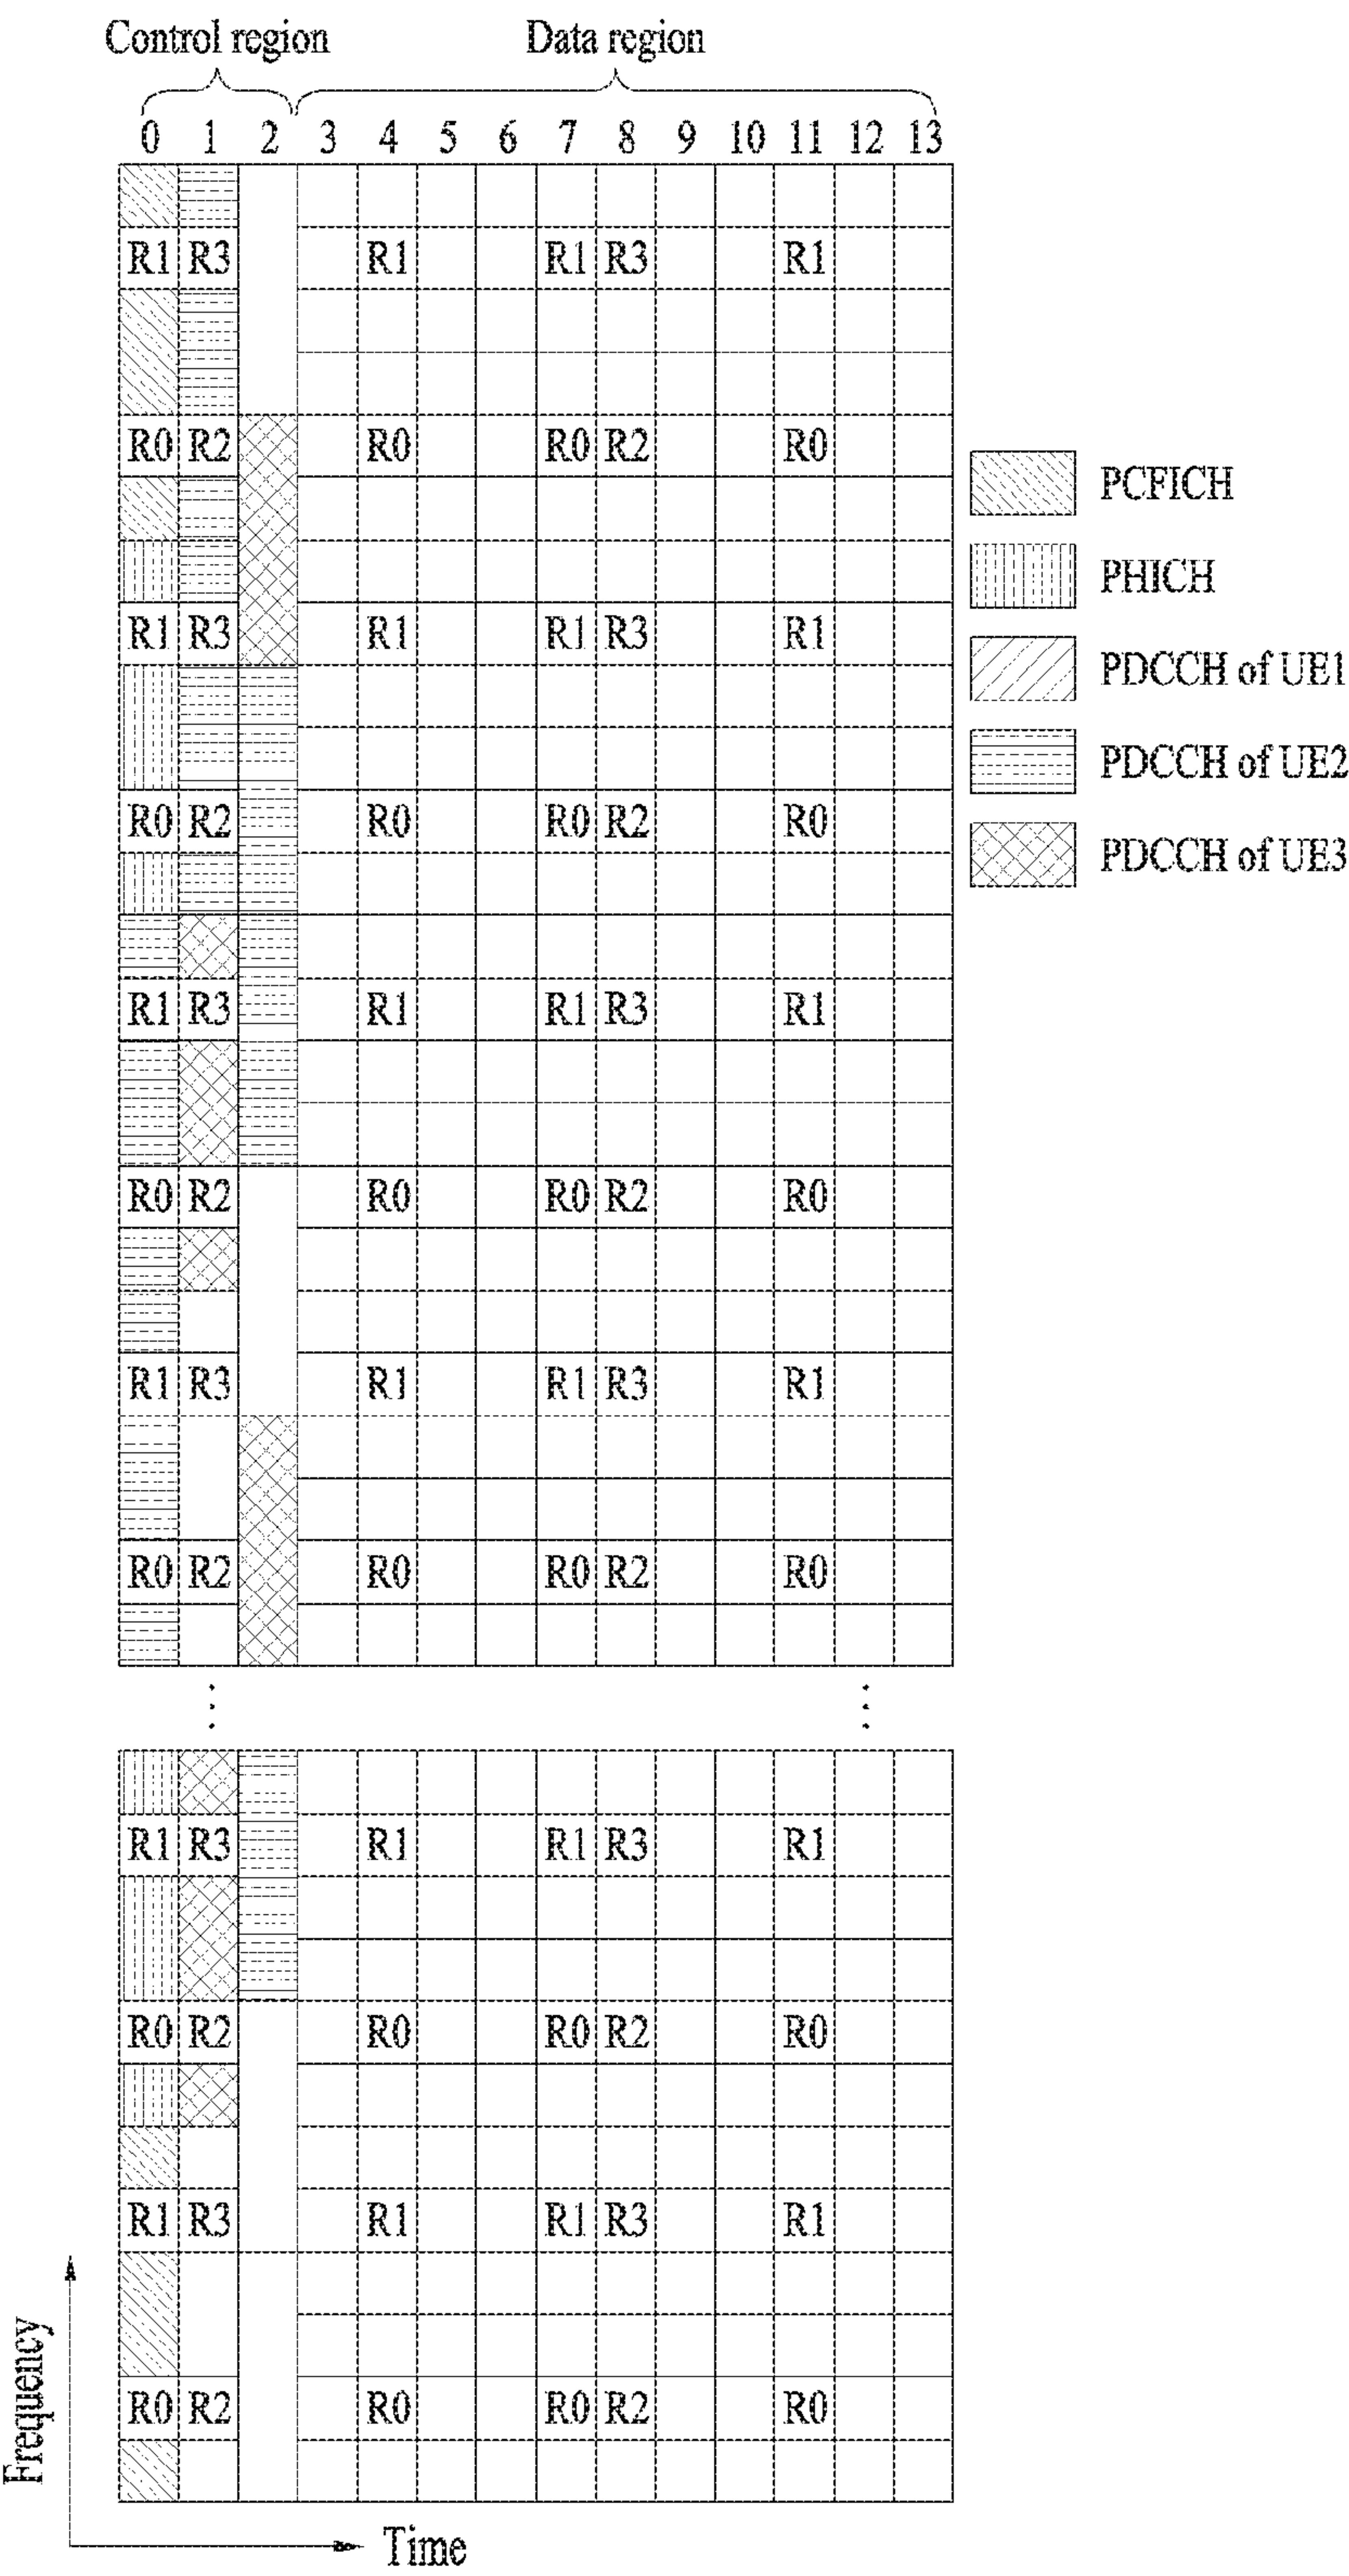 Control region Data region
0 1 2 3 4 5 6 7 8 9 10 11 12 13
R1 R3 R1 R1 R3 R1
R0 R2 R0 R0 R2 R0
PCFICH
PHICH
R1 R3 R1 R1 R3 R1
PDCCH of UE1
PDCCH of UE2
R0 R2 R0 R0 R2 R0
PDCCH of UE3
R1 R3 R1 R1 R3 R1
R0 R2 R0 R0 R2 R0
R1 R3 R1 R1 R3 R1
R0 R2 R0 R0 R2 R0
R1 R3 R1 R1 R3 R1
R0 R2 R0 R0 R2 R0
R1 R3 R1 R1 R3 R1
R0 R2 R0 R0 R2 R0
Frequency
Time